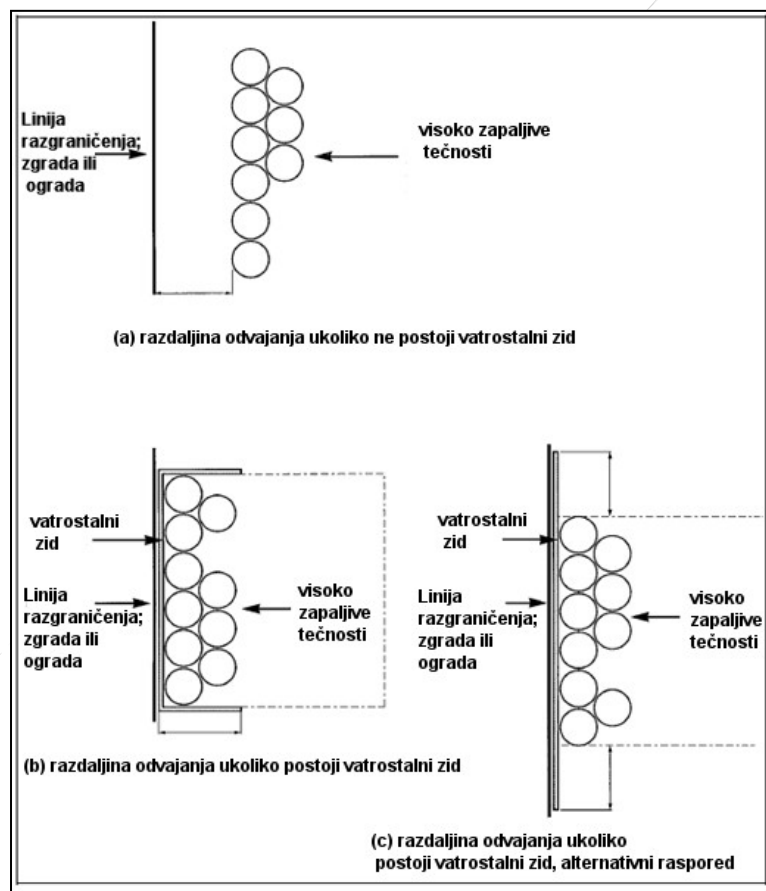 Linija
razgraničenja;
zgrada ili
ograda
visoko zapaljive
tečnosti
(a) razdaljina odvajanja ukoliko ne postoji vatrostalni zid
vatrostalni
zid
Linija
razgraničenja;
zgrada ili
ograda
visoko
zapaljive
tečnosti
(b) razdaljina odvajanja ukoliko postoji vatrostalni zid
vatrostalni
zid
Linija
razgraničenja;
zgrada ili
ograda
visoko
zapaljive
tečnosti
(c) razdaljina odvajanja ukoliko
postoji vatrostalni zid, alternativni raspored